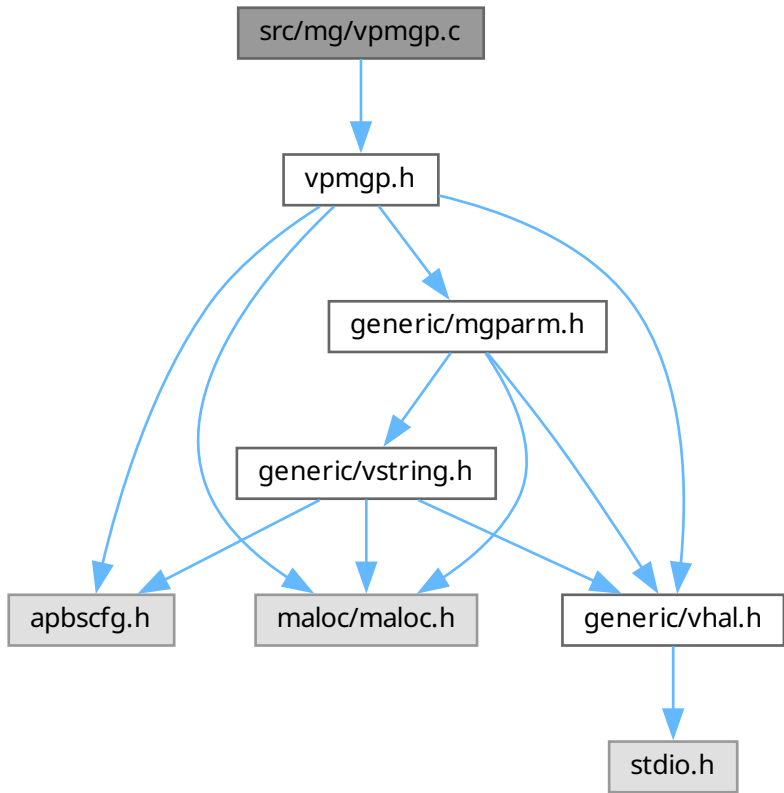 src/mg/vpmgp.c
vpmgp.h
generic/mgparm.h
generic/vstring.h
apbscfg.h
maloc/maloc.h
generic/vhal.h
stdio.h